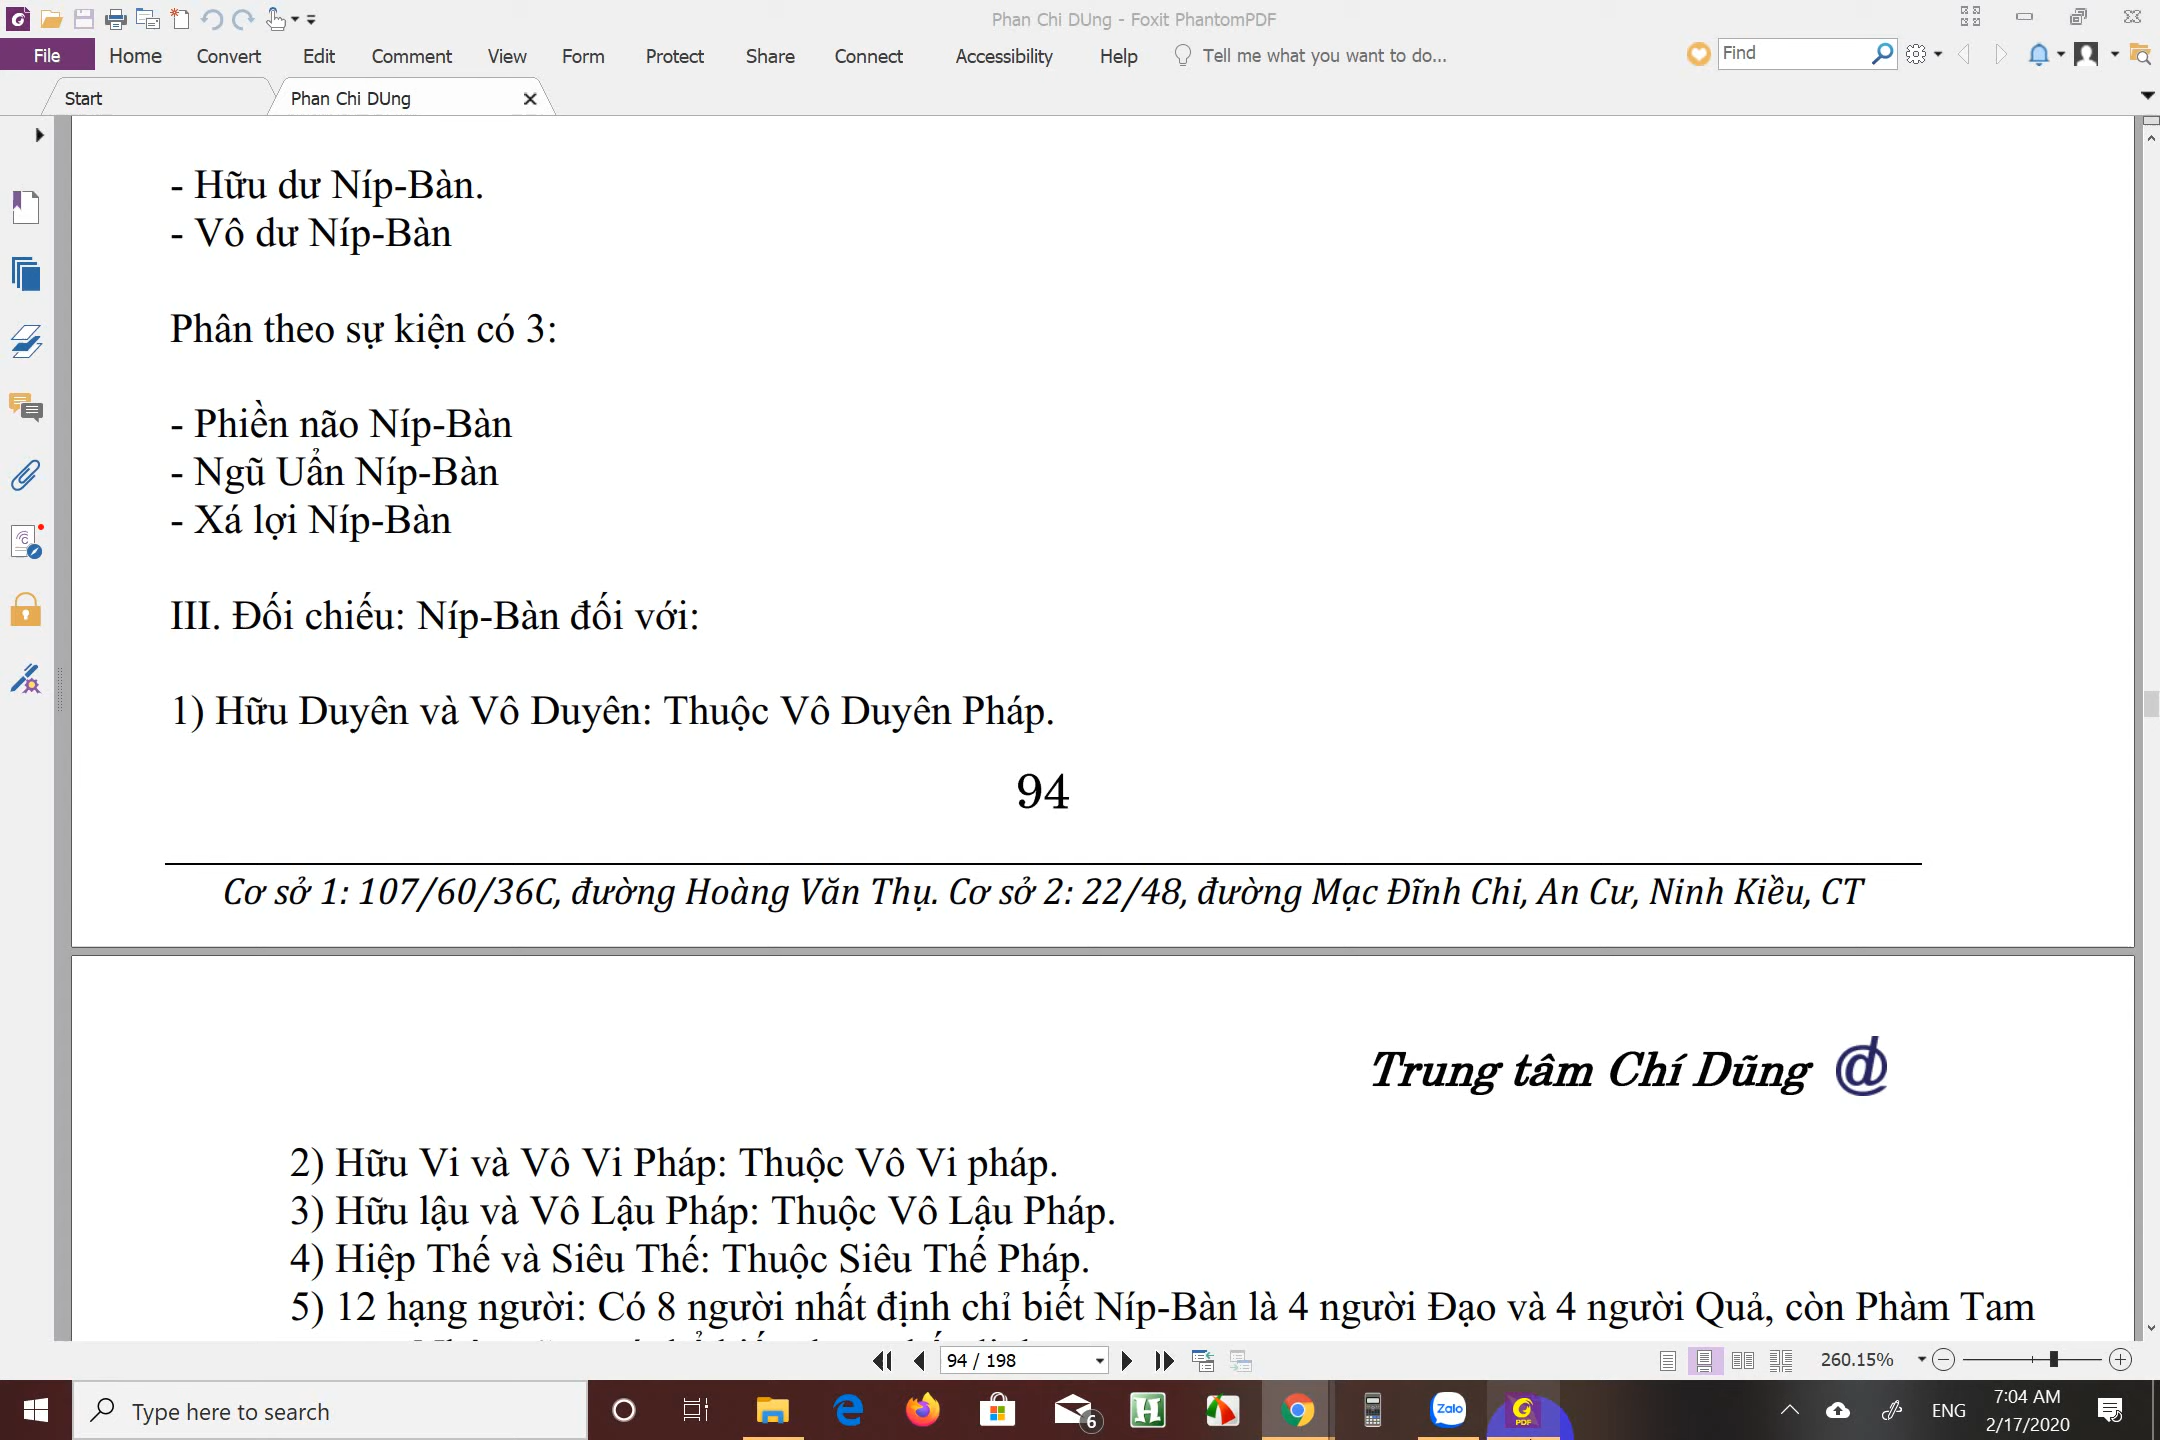 Phan Chi DUng - Foxit PhantomPDF
File Home Convert Edit Comment View Form Protect Share Connect Accessibility Help Tell me what you want to do... Find
Start Phan Chi DUng
- Hữu dư Níp-Bàn.
- Vô dư Níp-Bàn
Phân theo sự kiện có 3:
- Phiền não Níp-Bàn
- Ngũ Uẩn Níp-Bàn
- Xá lợi Níp-Bàn
III. Đối chiếu: Níp-Bàn đối với:
1) Hữu Duyên và Vô Duyên: Thuộc Vô Duyên Pháp.
94
Cơ sở 1: 107/60/36C, đường Hoàng Văn Thụ. Cơ sở 2: 22/48, đường Mạc Đĩnh Chi, An Cư, Ninh Kiều, CT
Trung tâm Chí Dũng
2) Hữu Vi và Vô Vi Pháp: Thuộc Vô Vi pháp.
3) Hữu lậu và Vô Lậu Pháp: Thuộc Vô Lậu Pháp.
4) Hiệp Thế và Siêu Thế: Thuộc Siêu Thế Pháp.
5) 12 hạng người: Có 8 người nhất định chỉ biết Níp-Bàn là 4 người Đạo và 4 người Quả, còn Phàm Tam
94 / 198 260.15%
Type here to search 6 Zalo PDF ENG 7:04 AM
2/17/2020